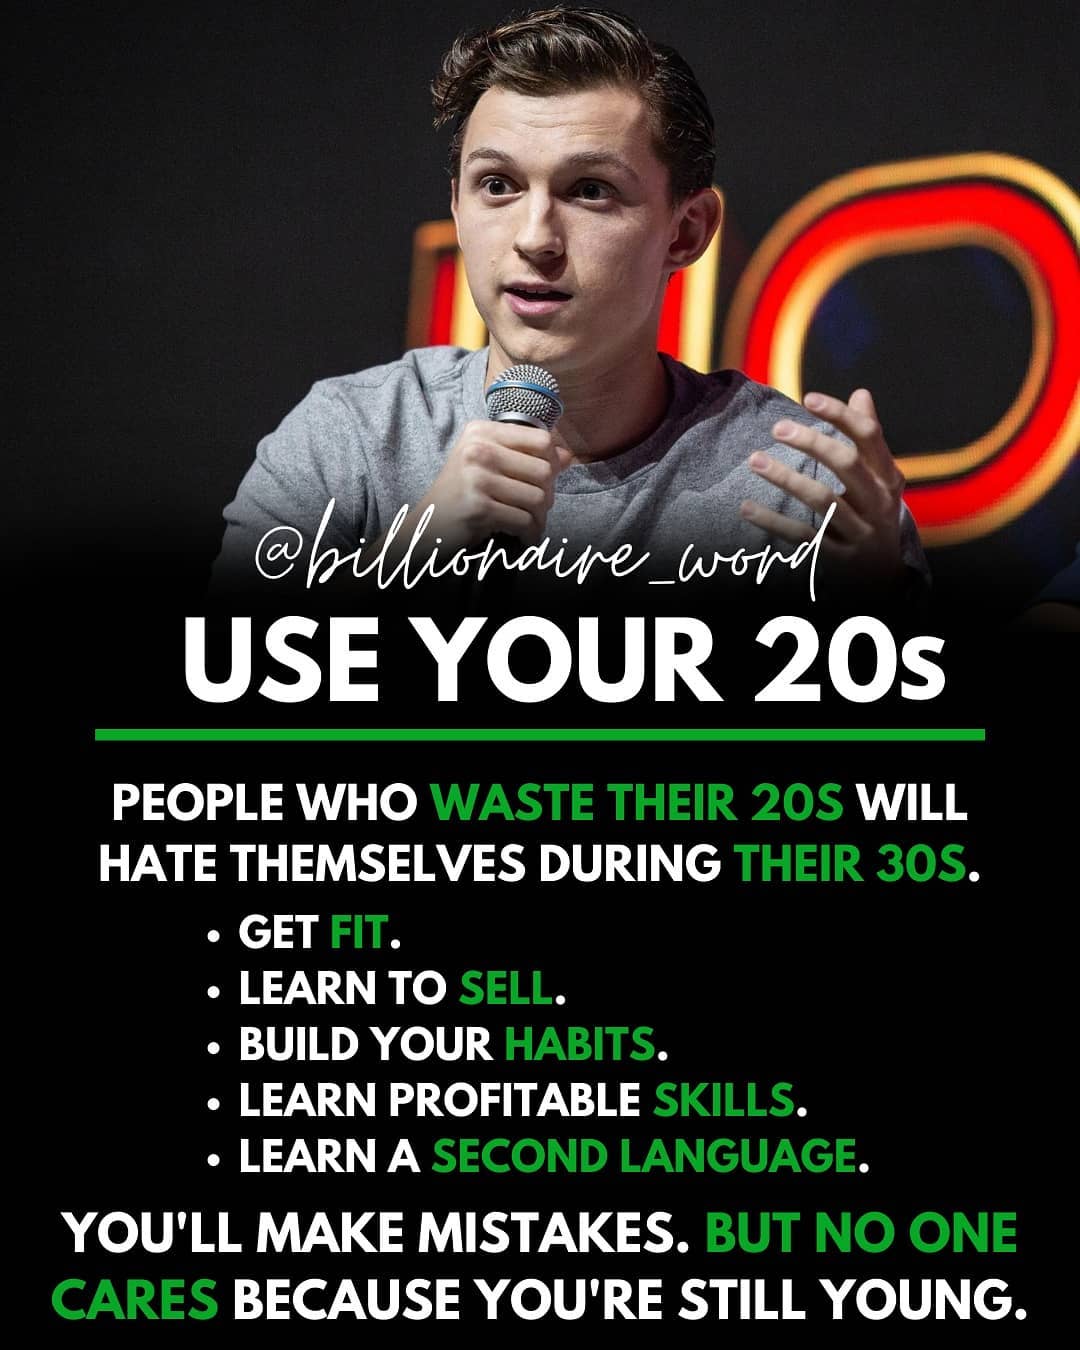 @billionaire_word
USE YOUR 20s
PEOPLE WHO WASTE THEIR 20S WILL
HATE THEMSELVES DURING THEIR 30S.
• GET FIT.
• LEARN TO SELL.
• BUILD YOUR HABITS.
• LEARN PROFITABLE SKILLS.
• LEARN A SECOND LANGUAGE.
YOU'LL MAKE MISTAKES. BUT NO ONE
CARES BECAUSE YOU'RE STILL YOUNG.